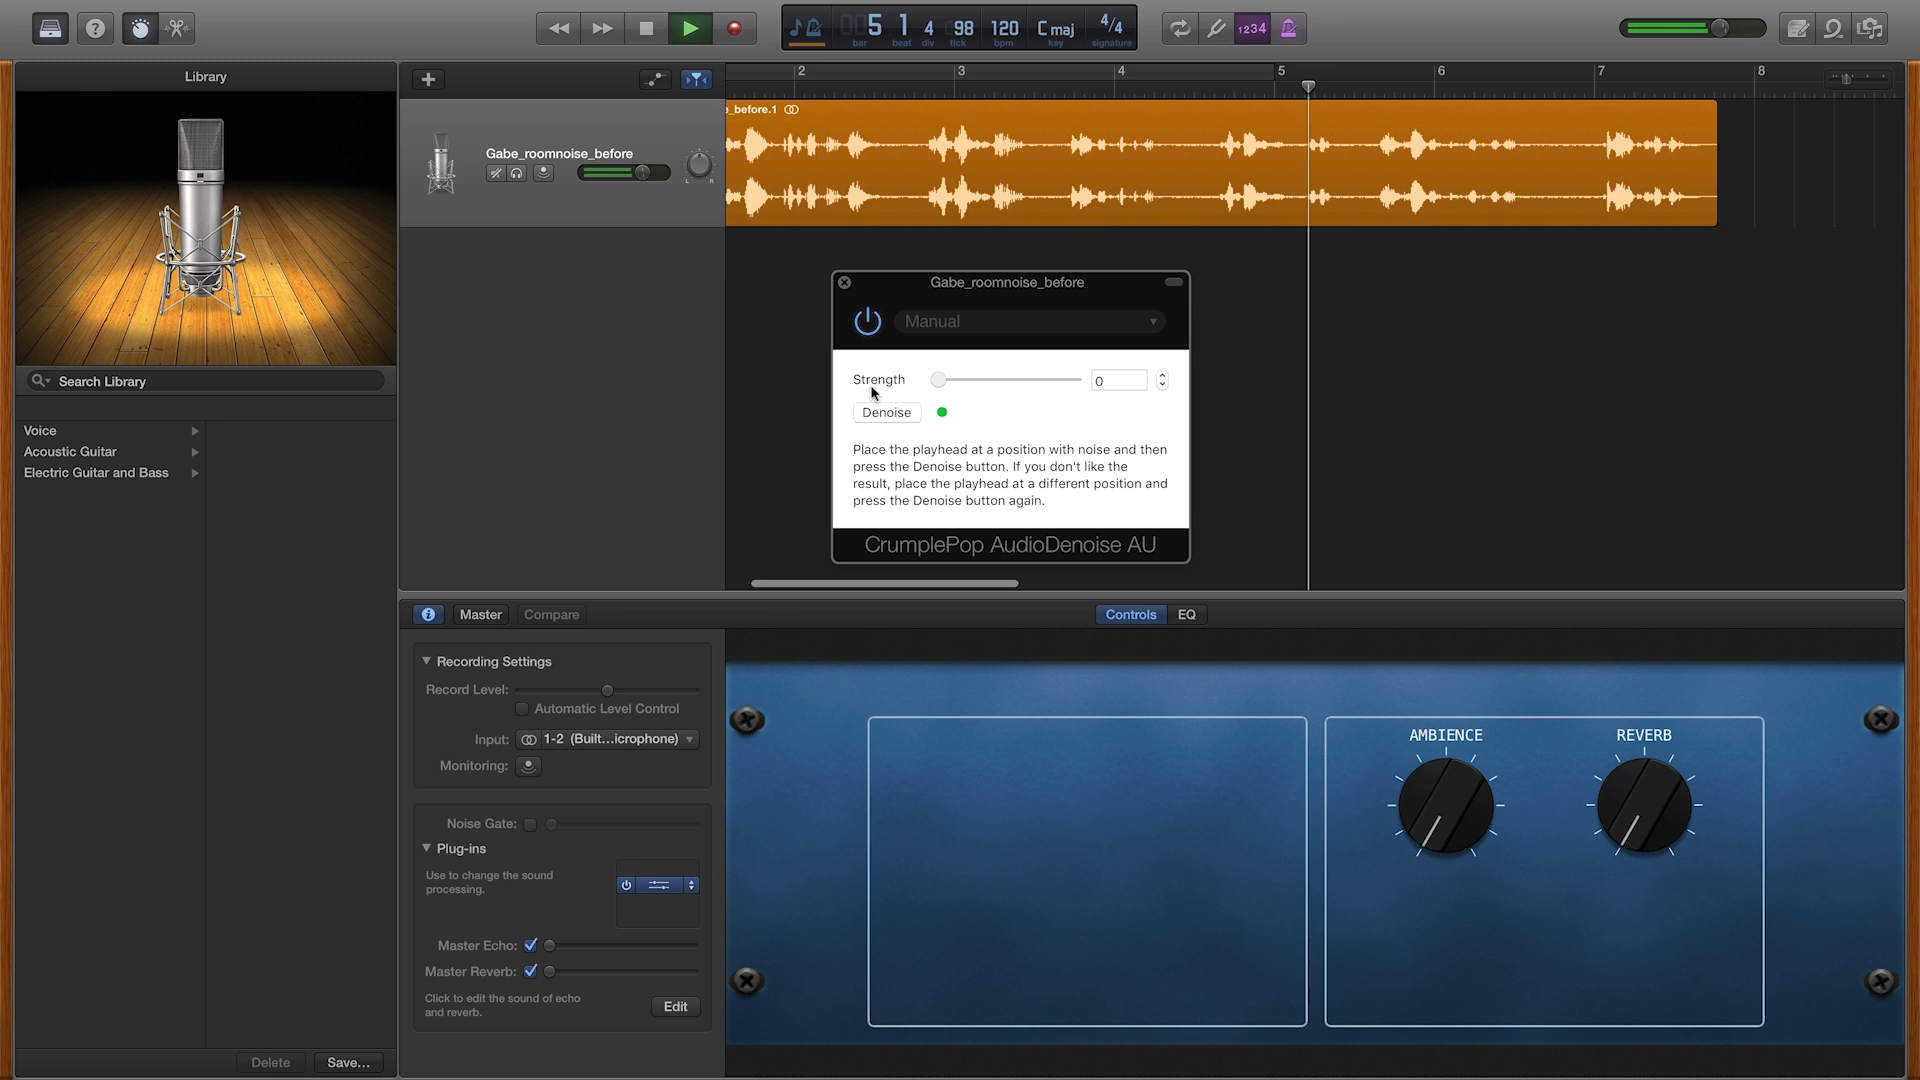 5 1 4 98 120 C maj 4/4
bar beat div tick bpm key signature
1234
Library
2 3 4 5 6 7 8
_before.1
Gabe_roomnoise_before
L R
Gabe_roomnoise_before
Manual
Search Library
Strength 0
Denoise
Voice
Acoustic Guitar
Electric Guitar and Bass
Place the playhead at a position with noise and then
press the Denoise button. If you don't like the
result, place the playhead at a different position and
press the Denoise button again.
CrumplePop AudioDenoise AU
Master Compare Controls EQ
Recording Settings
Record Level:
Automatic Level Control
Input: 1-2 (Built...icrophone)
Monitoring:
AMBIENCE REVERB
Noise Gate:
Plug-ins
Use to change the sound
processing.
Master Echo:
Master Reverb:
Click to edit the sound of echo
and reverb.
Edit
Delete Save...